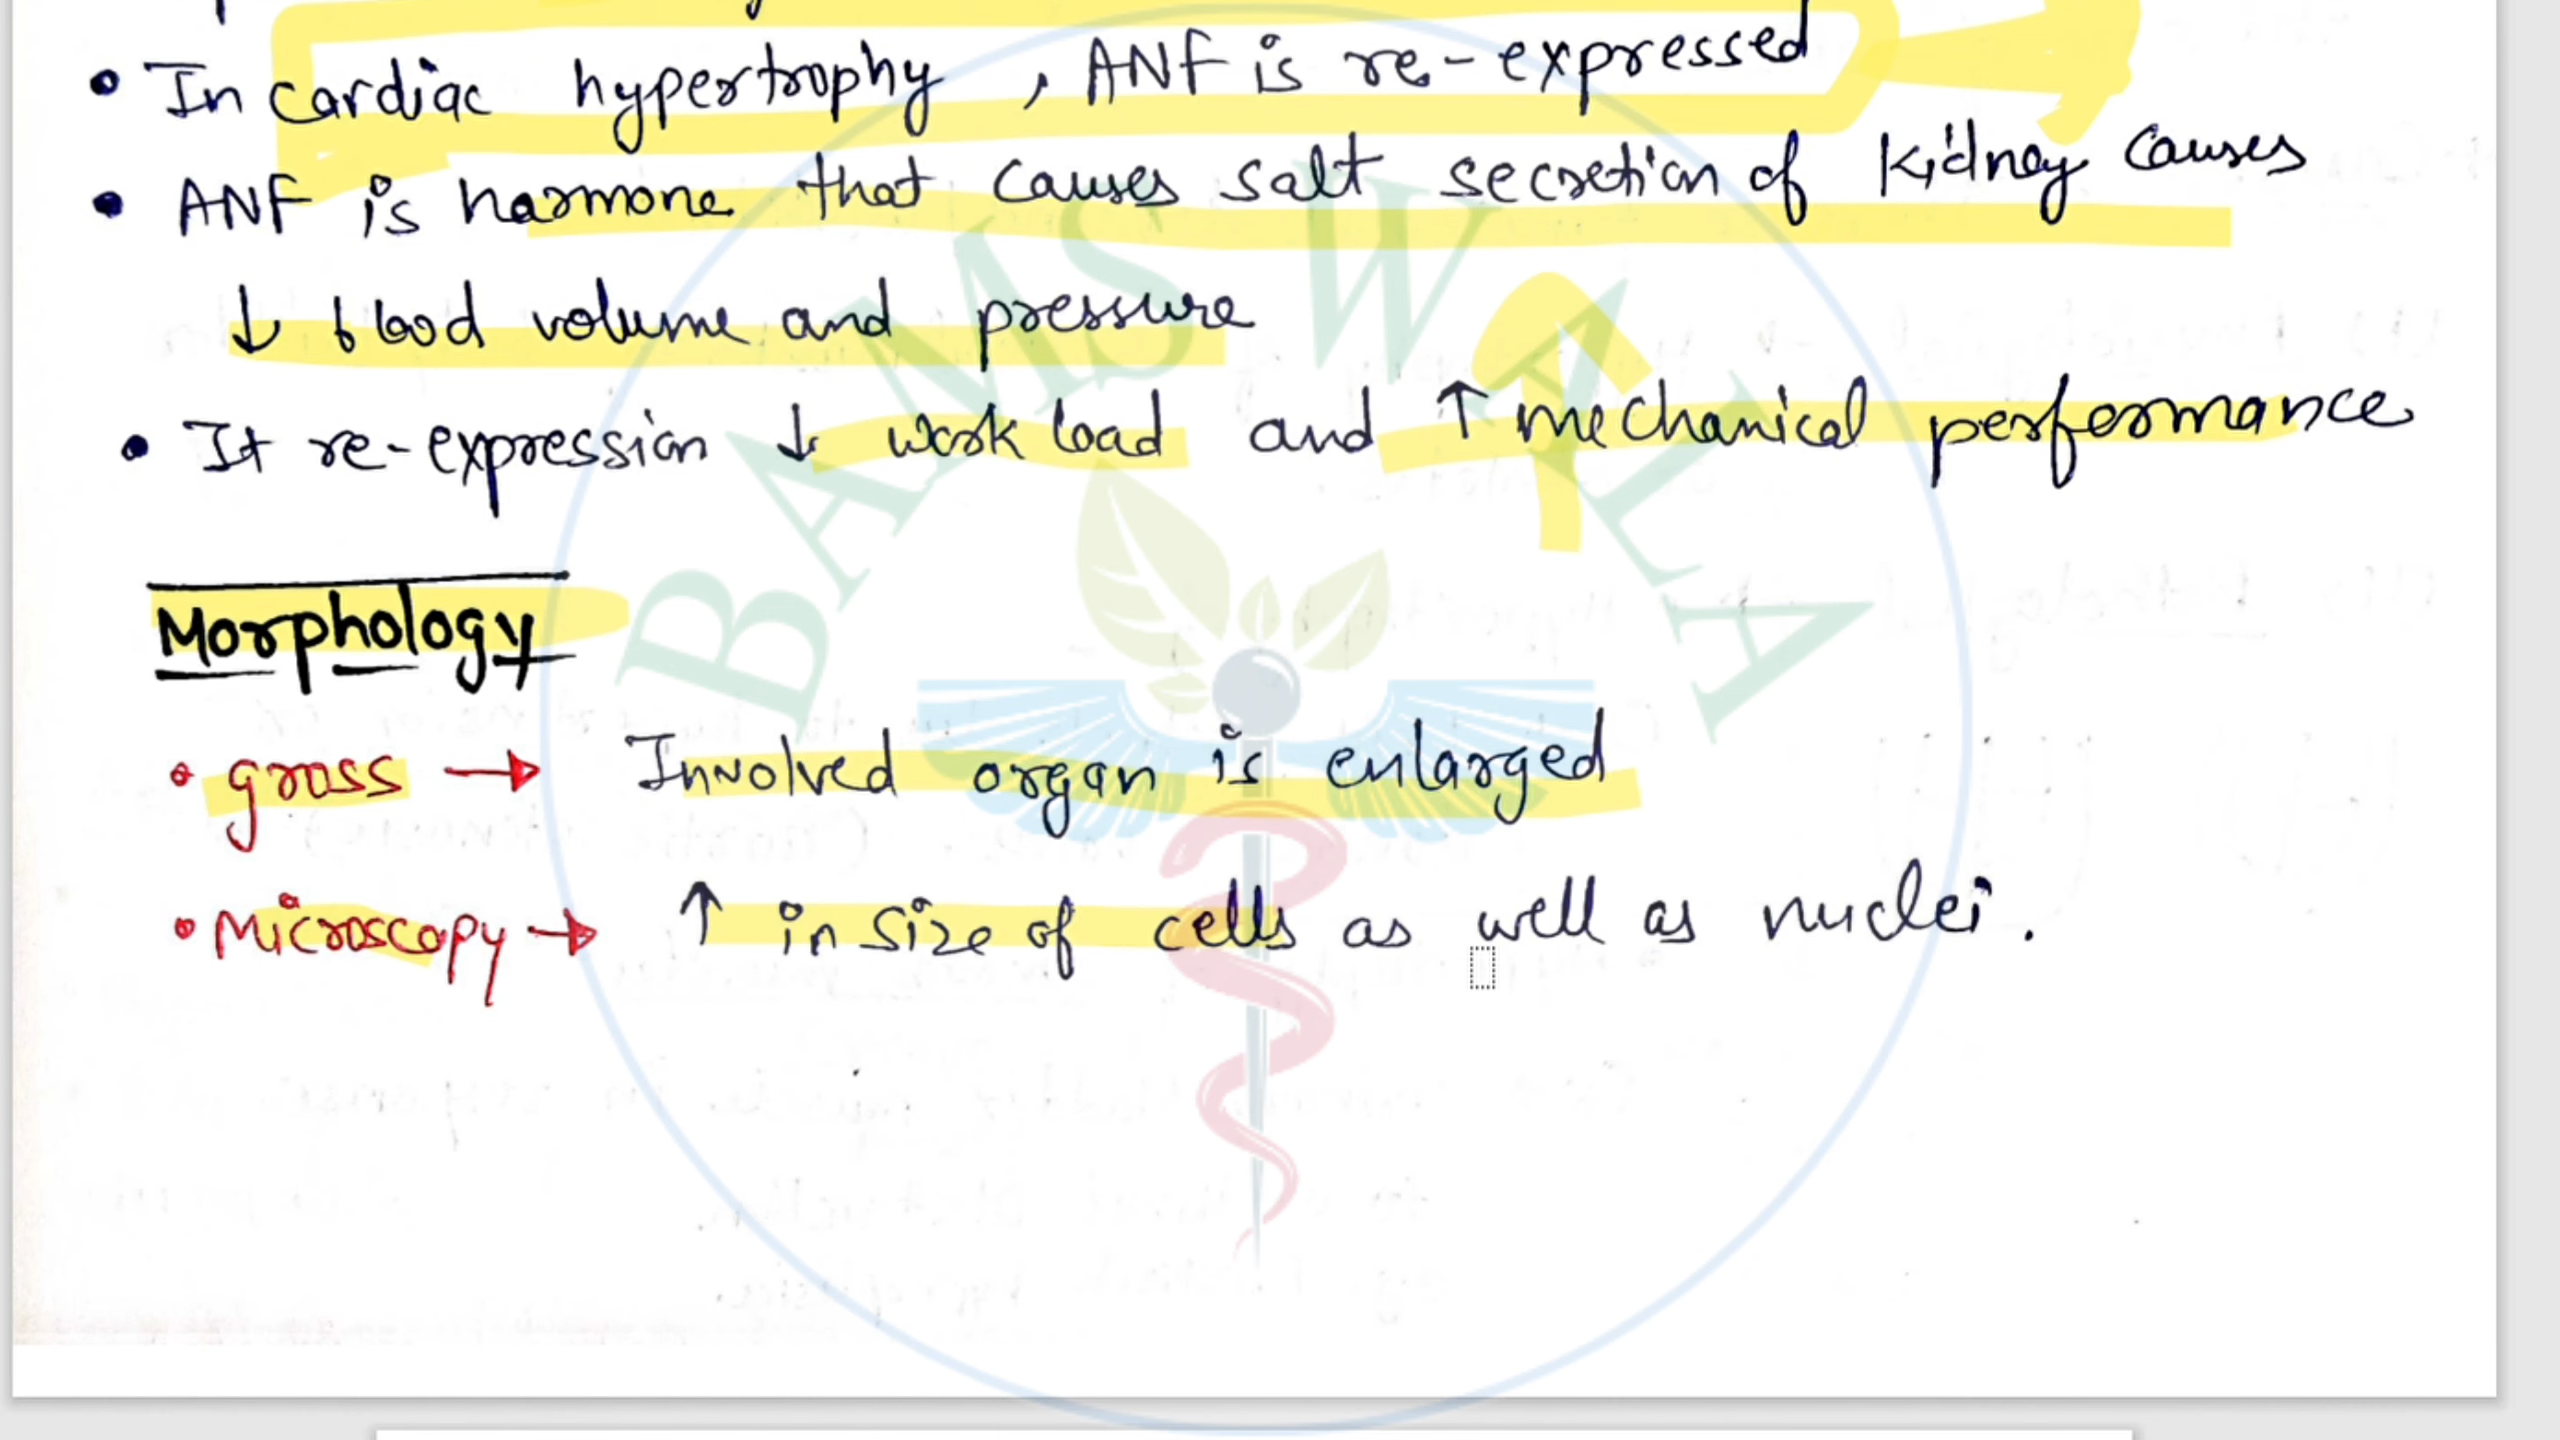 • In cardiac hypertrophy, ANF is re-expressed
• ANF is harmone that causes salt secretion of kidney causes
↓ blood volume and pressure
• It re-expression ↓ work load and ↑ mechanical performance
Morphology
• gross → Involved organ is enlarged
• Microscopy → ↑ in size of cells as well as nuclei.
BAMS WALA